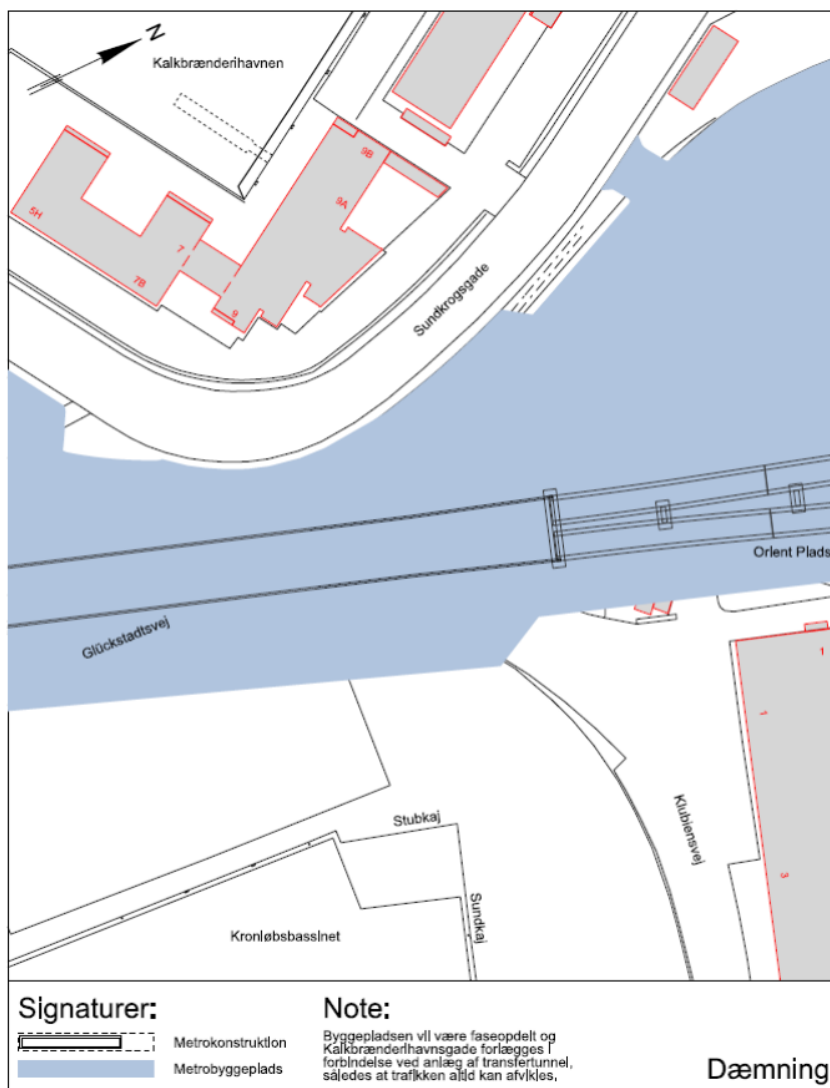 N
Kalkbrænderihavnen
9B
9A
5H
7
7B
9
Sundkrogsgade
Orient Plads
Glückstadtsvej
1
1
Klubiensvej
3
Stubkaj
Sundkaj
Kronløbsbassinet
Signaturer:
Metrokonstruktion
Metrobyggeplads
Note:
Byggepladsen vil være faseopdelt og
Kalkbrænderihavnsgade forlægges i
forbindelse ved anlæg af transfertunnel,
således at trafikken altid kan afvikles.
Dæmning